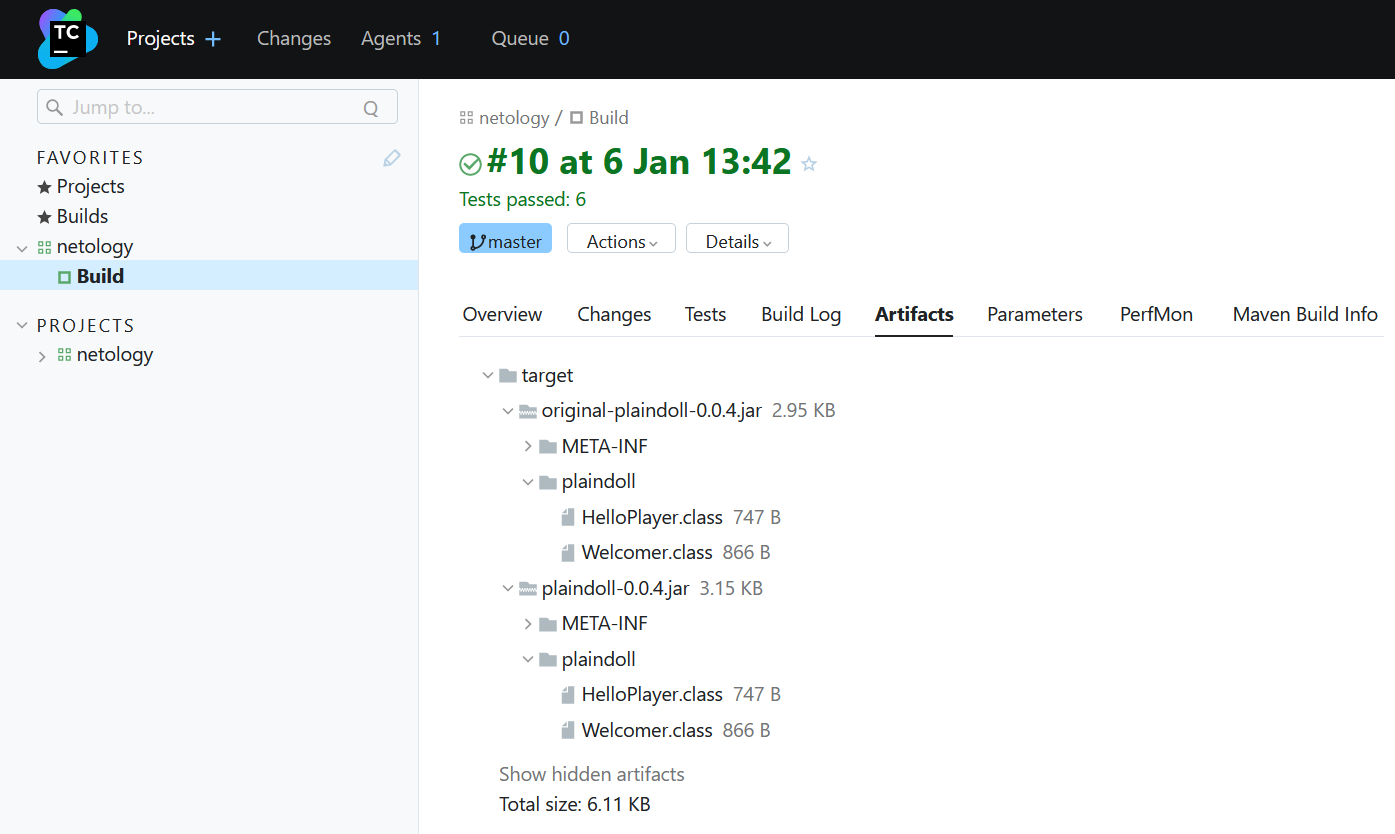 TC
Projects + Changes Agents 1 Queue 0
Jump to... Q
FAVORITES
Projects
Builds
netology
Build
PROJECTS
netology
netology / Build
#10 at 6 Jan 13:42
Tests passed: 6
master Actions Details
Overview Changes Tests Build Log Artifacts Parameters PerfMon Maven Build Info
target
original-plaindoll-0.0.4.jar 2.95 KB
META-INF
plaindoll
HelloPlayer.class 747 B
Welcomer.class 866 B
plaindoll-0.0.4.jar 3.15 KB
META-INF
plaindoll
HelloPlayer.class 747 B
Welcomer.class 866 B
Show hidden artifacts
Total size: 6.11 KB